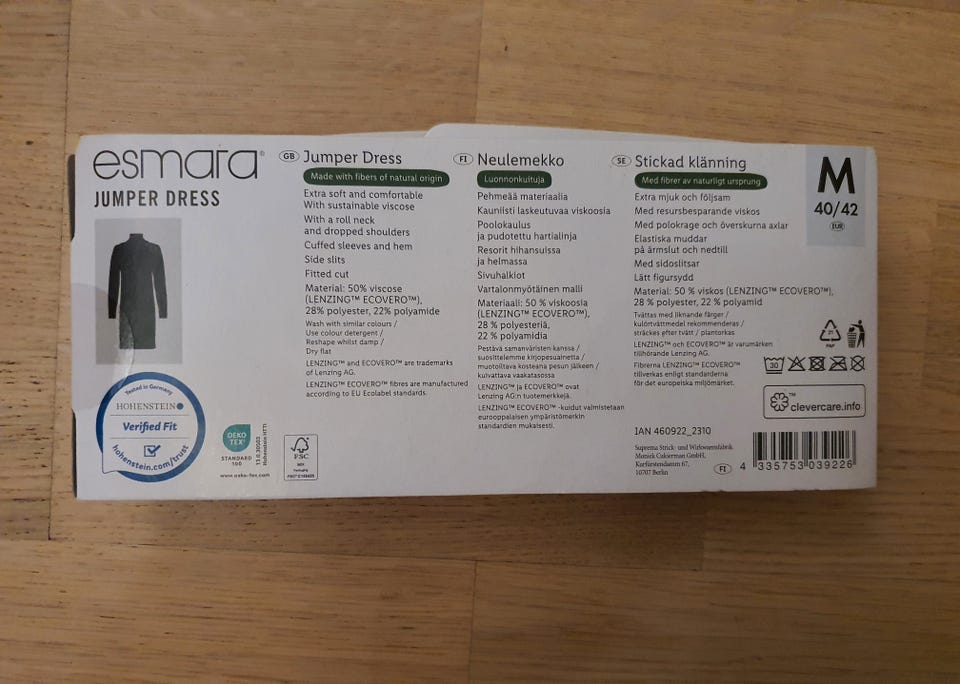 esmara®
JUMPER DRESS
GB Jumper Dress
Made with fibers of natural origin
Extra soft and comfortable
With sustainable viscose
With a roll neck
and dropped shoulders
Cuffed sleeves and hem
Side slits
Fitted cut
Material: 50% viscose
(LENZING™ ECOVERO™),
28% polyester, 22% polyamide
Wash with similar colours /
Use colour detergent /
Reshape whilst damp /
Dry flat
LENZING™ and ECOVERO™ are trademarks
of Lenzing AG.
LENZING™ ECOVERO™ fibres are manufactured
according to EU Ecolabel standards.
FI Neulemekko
Luonnonkuituja
Pehmeää materiaalia
Kauniisti laskeutuvaa viskoosia
Poolokaulus
ja pudotettu hartialinja
Resorit hihansuissa
ja helmassa
Sivuhalkiot
Vartalonmyötäinen malli
Materiaali: 50 % viskoosia
(LENZING™ ECOVERO™),
28 % polyesteriä,
22 % polyamidia
Pestävä samanväristen kanssa /
suosittelemme kirjopesuainetta /
muotoiltava kosteana pesun jälkeen /
kuivattava vaakatasossa
LENZING™ ja ECOVERO™ ovat
Lenzing AG:n tuotemerkkejä.
LENZING™ ECOVERO™ -kuidut valmistetaan
eurooppalaisen ympäristömerkin
standardien mukaisesti.
SE Stickad klänning
Med fibrer av naturligt ursprung
Extra mjuk och följsam
Med resursbesparande viskos
Med polokrage och överskurna axlar
Elastiska muddar
på ärmslut och nedtill
Med sidoslitsar
Lätt figursydd
Material: 50 % viskos (LENZING™ ECOVERO™),
28 % polyester, 22 % polyamid
Tvättas med liknande färger /
kulörtvättmedel rekommenderas /
sträckes efter tvätt / plantorkas
LENZING™ och ECOVERO™ är varumärken
tillhörande Lenzing AG.
Fibrerna LENZING™ ECOVERO™
tillverkas enligt standarderna
för det europeiska miljömärket.
IAN 460922_2310
Suprema Strick- und Wirkwarenfabrik
Monick Cukierman GmbH,
Kurfürstendamm 67,
10707 Berlin
M
40/42
EUR
21
PAP
30
clevercare.info
FI
4 335753 039226
Tested in Germany
HOHENSTEIN
Verified Fit
hohenstein.com/trust
OEKO
TEX®
STANDARD
100
Hohenstein HTTI
www.oeko-tex.com
FSC
MIX